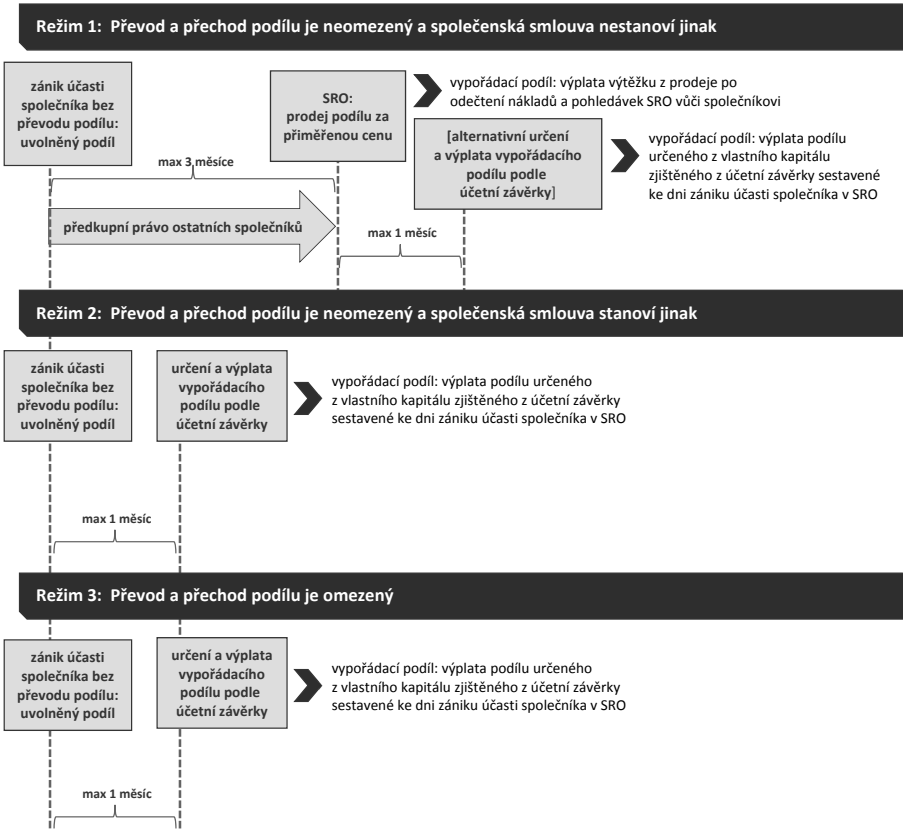 Režim 1: Převod a přechod podílu je neomezený a společenská smlouva nestanoví jinak
zánik účasti
společníka bez
převodu podílu:
uvolněný podíl
SRO:
prodej podílu za
přiměřenou cenu
vypořádací podíl: výplata výtěžku z prodeje po
odečtení nákladů a pohledávek SRO vůči společníkovi
[alternativní určení
a výplata vypořádacího
podílu podle
účetní závěrky]
vypořádací podíl: výplata podílu
určeného z vlastního kapitálu
zjištěného z účetní závěrky sestavené
ke dni zániku účasti společníka v SRO
max 3 měsíce
předkupní právo ostatních společníků
max 1 měsíc
Režim 2: Převod a přechod podílu je neomezený a společenská smlouva stanoví jinak
zánik účasti
společníka bez
převodu podílu:
uvolněný podíl
určení a výplata
vypořádacího
podílu podle
účetní závěrky
vypořádací podíl: výplata podílu určeného
z vlastního kapitálu zjištěného z účetní závěrky
sestavené ke dni zániku účasti společníka v SRO
max 1 měsíc
Režim 3: Převod a přechod podílu je omezený
zánik účasti
společníka bez
převodu podílu:
uvolněný podíl
určení a výplata
vypořádacího
podílu podle
účetní závěrky
vypořádací podíl: výplata podílu určeného
z vlastního kapitálu zjištěného z účetní závěrky
sestavené ke dni zániku účasti společníka v SRO
max 1 měsíc